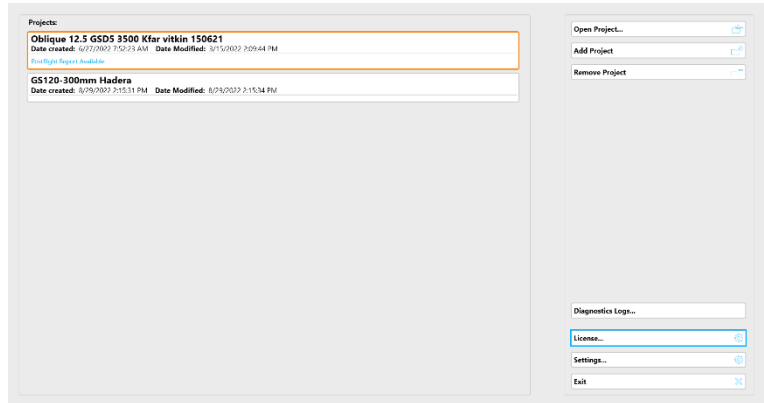 Projects:
Oblique 12.5 GSD5 3500 Kfar vitkin 150621
Date created: 6/27/2022 7:52:23 AM Date Modified: 3/15/2022 2:09:44 PM
Postflight Report Available
GS120-300mm Hadera
Date created: 8/29/2022 2:15:31 PM Date Modified: 8/29/2022 2:15:34 PM
Open Project...
Add Project
Remove Project
Diagnostics Logs...
License...
Settings...
Exit